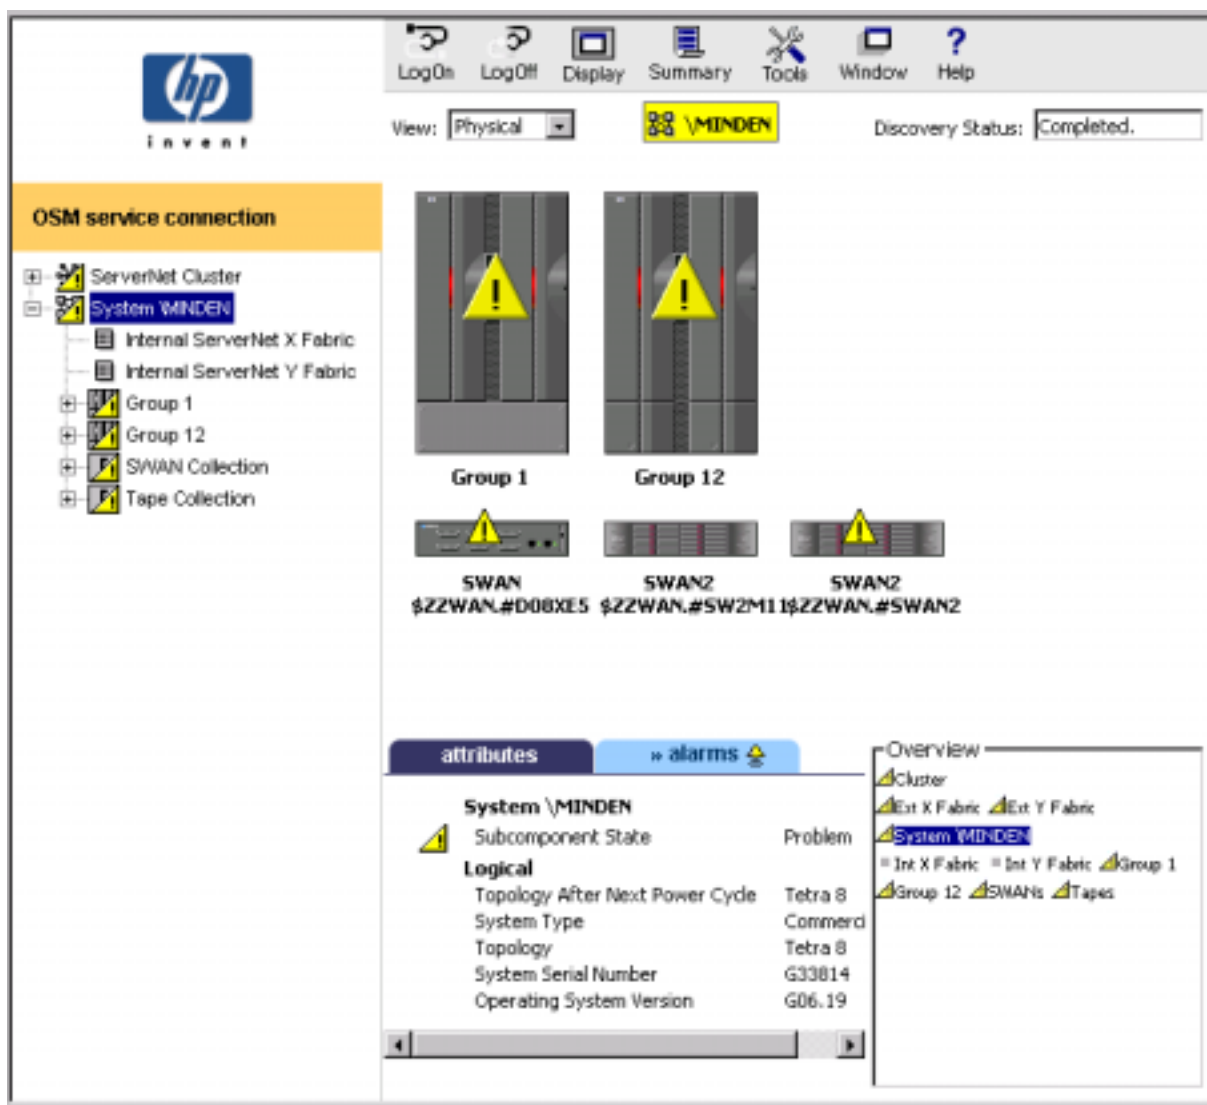 hp
invent
LogOn LogOff Display Summary Tools Window Help
View: Physical \MINDEN Discovery Status: Completed.
OSM service connection
ServerNet Cluster
System \MINDEN
Internal ServerNet X Fabric
Internal ServerNet Y Fabric
Group 1
Group 12
SWAN Collection
Tape Collection
Group 1 Group 12
SWAN SWAN2 SWAN2
$ZZWAN.#D08XE5 $ZZWAN.#SW2M11 $ZZWAN.#SWAN2
attributes » alarms
System \MINDEN
Subcomponent State Problem
Logical
Topology After Next Power Cycle Tetra 8
System Type Commerci
Topology Tetra 8
System Serial Number G33814
Operating System Version G06.19
Overview
Cluster
Ext X Fabric Ext Y Fabric
System \MINDEN
Int X Fabric Int Y Fabric Group 1
Group 12 SWANs Tapes